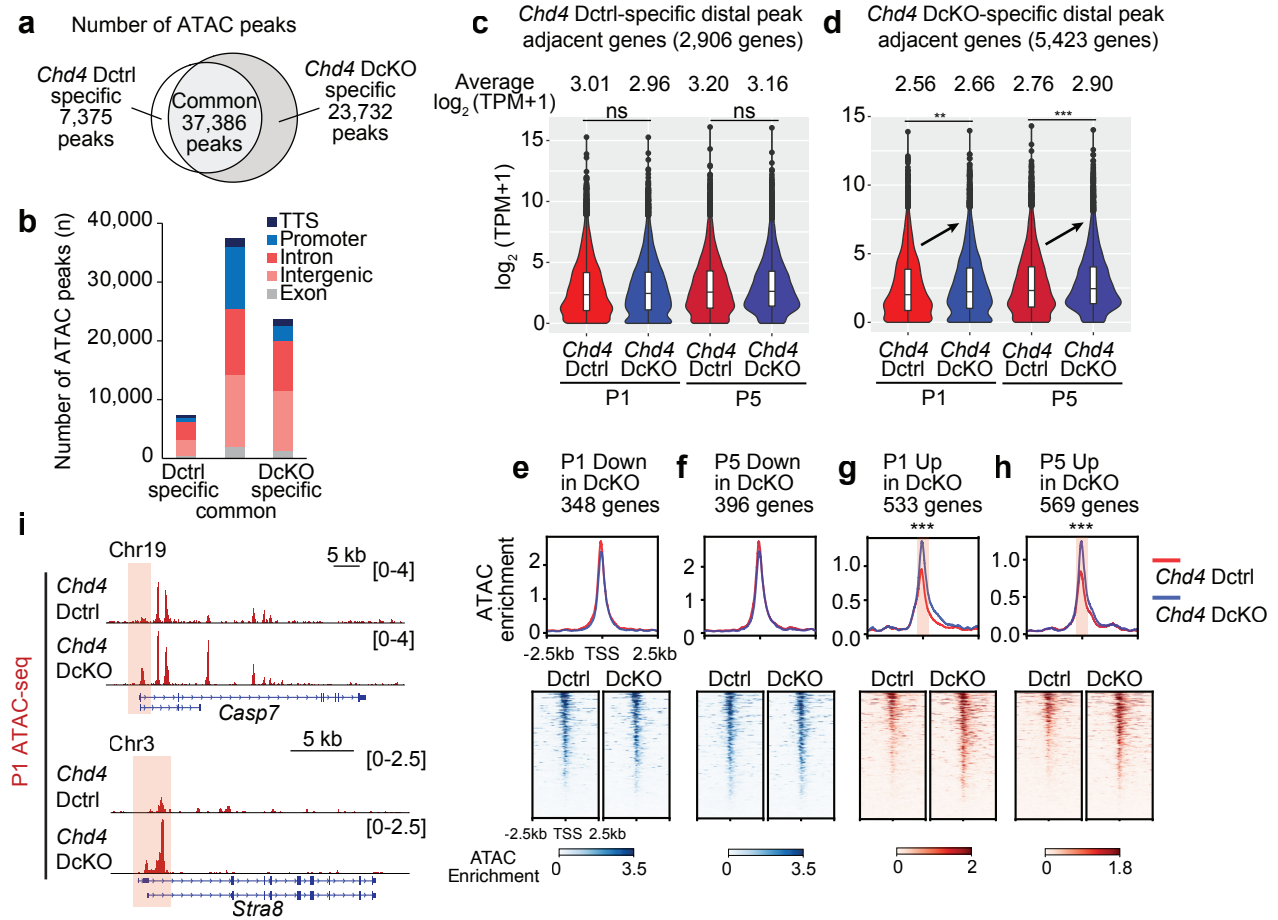 a
Number of ATAC peaks
Chd4 Dctrl
specific
7,375
peaks
Common
37,386
peaks
Chd4 DcKO
specific
23,732
peaks
b
Number of ATAC peaks (n)
40,000
30,000
20,000
10,000
0
TTS
Promoter
Intron
Intergenic
Exon
Dctrl
specific
common
DcKO
specific
c
Chd4 Dctrl-specific distal peak
adjacent genes (2,906 genes)
Average
log2 (TPM+1)
3.01 2.96 3.20 3.16
ns ns
log2 (TPM+1)
15
10
5
0
Chd4 Dctrl
Chd4 DcKO
Chd4 Dctrl
Chd4 DcKO
P1 P5
d
Chd4 DcKO-specific distal peak
adjacent genes (5,423 genes)
2.56 2.66 2.76 2.90
** ***
15
10
5
0
Chd4 Dctrl
Chd4 DcKO
Chd4 Dctrl
Chd4 DcKO
P1 P5
e
P1 Down
in DcKO
348 genes
ATAC
enrichment
2
1
0
-2.5kb TSS 2.5kb
Dctrl DcKO
-2.5kb TSS 2.5kb
ATAC
Enrichment
0 3.5
f
P5 Down
in DcKO
396 genes
2
1
0
Dctrl DcKO
0 3.5
g
P1 Up
in DcKO
533 genes
***
1.0
0.5
0.0
Dctrl DcKO
0 2
h
P5 Up
in DcKO
569 genes
***
1.0
0.5
0.0
Dctrl DcKO
0 1.8
Chd4 Dctrl
Chd4 DcKO
i
P1 ATAC-seq
Chr19
5 kb
[0-4]
Chd4
Dctrl
[0-4]
Chd4
DcKO
Casp7
Chr3
5 kb
[0-2.5]
Chd4
Dctrl
[0-2.5]
Chd4
DcKO
Stra8